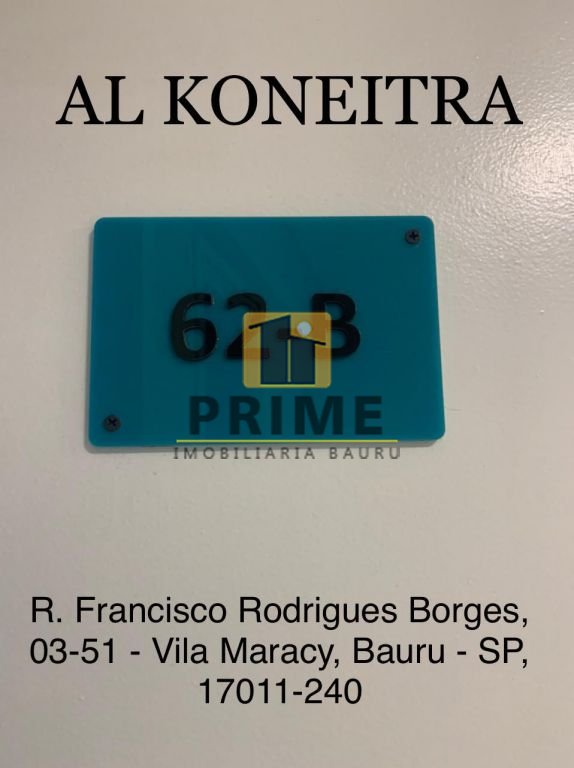 AL KONEITRA
62-B
PRIME
IMOBILIARIA BAURU
R. Francisco Rodrigues Borges,
03-51 - Vila Maracy, Bauru - SP,
17011-240